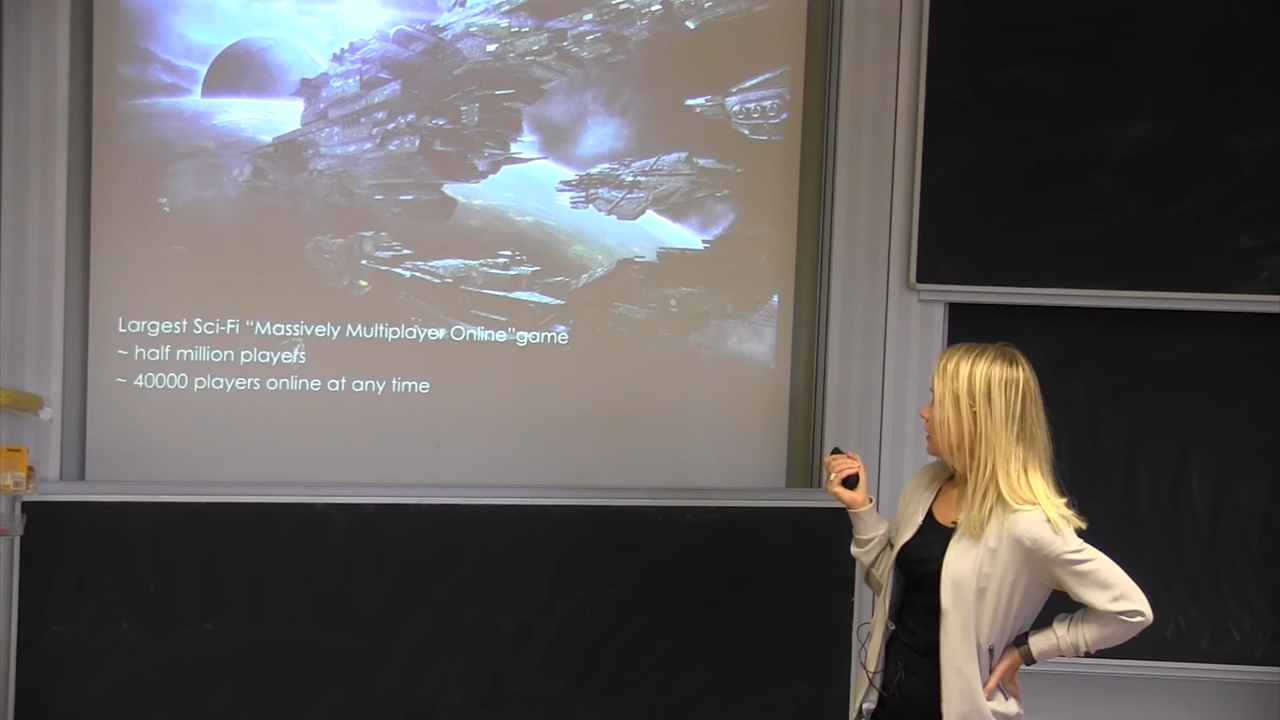 Largest Sci-Fi “Massively Multiplayer Online”game
~ half million players
~ 40000 players online at any time